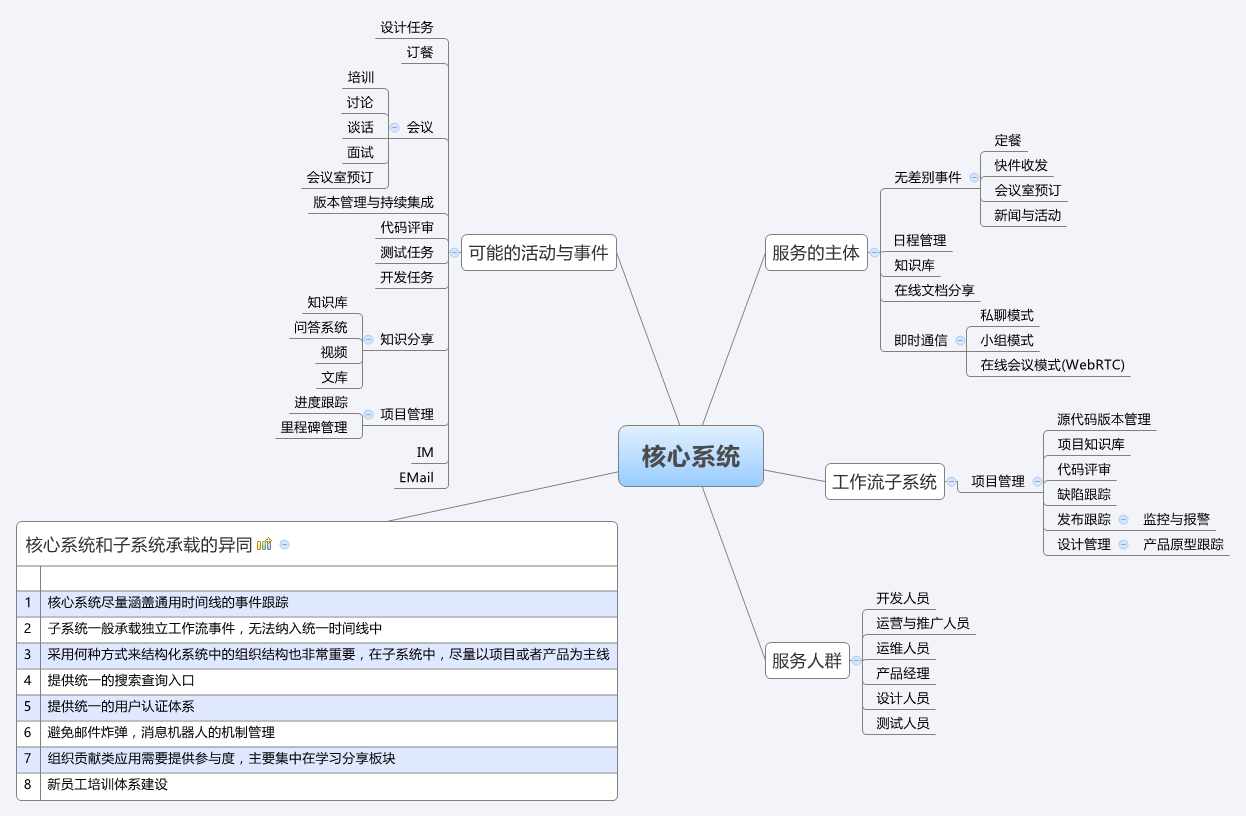 核心系统
可能的活动与事件
设计任务
订餐
会议
培训
讨论
谈话
面试
会议室预订
版本管理与持续集成
代码评审
测试任务
开发任务
知识分享
知识库
问答系统
视频
文库
项目管理
进度跟踪
里程碑管理
IM
EMail
核心系统和子系统承载的异同
1 核心系统尽量涵盖通用时间线的事件跟踪
2 子系统一般承载独立工作流事件，无法纳入统一时间线中
3 采用何种方式来结构化系统中的组织结构也非常重要，在子系统中，尽量以项目或者产品为主线
4 提供统一的搜索查询入口
5 提供统一的用户认证体系
6 避免邮件炸弹，消息机器人的机制管理
7 组织贡献类应用需要提供参与度，主要集中在学习分享板块
8 新员工培训体系建设
服务的主体
无差别事件
定餐
快件收发
会议室预订
新闻与活动
日程管理
知识库
在线文档分享
即时通信
私聊模式
小组模式
在线会议模式(WebRTC)
工作流子系统
项目管理
源代码版本管理
项目知识库
代码评审
缺陷跟踪
发布跟踪
监控与报警
设计管理
产品原型跟踪
服务人群
开发人员
运营与推广人员
运维人员
产品经理
设计人员
测试人员